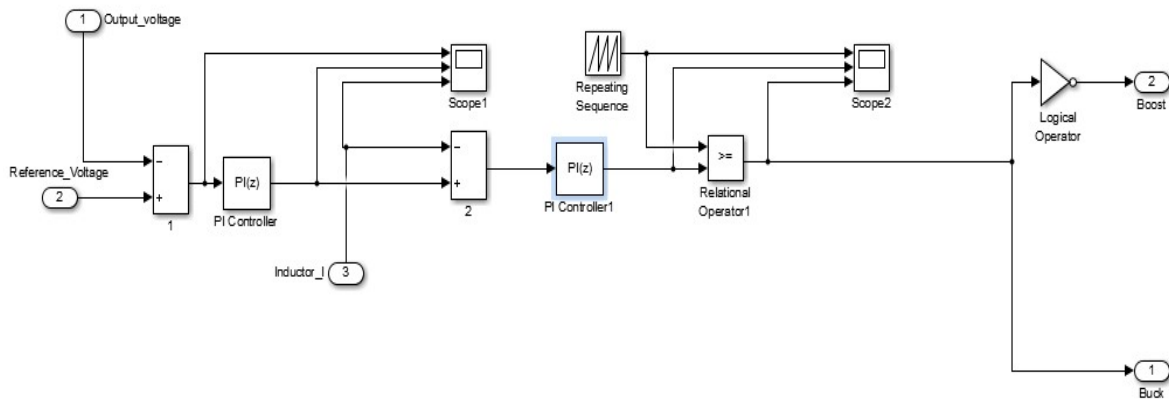 1
Output_voltage
Reference_Voltage
2
−
+
1
PI(z)
PI Controller
Scope1
Inductor_I
3
−
+
2
PI(z)
PI Controller1
Repeating
Sequence
>=
Relational
Operator1
Scope2
Logical
Operator
2
Boost
1
Buck